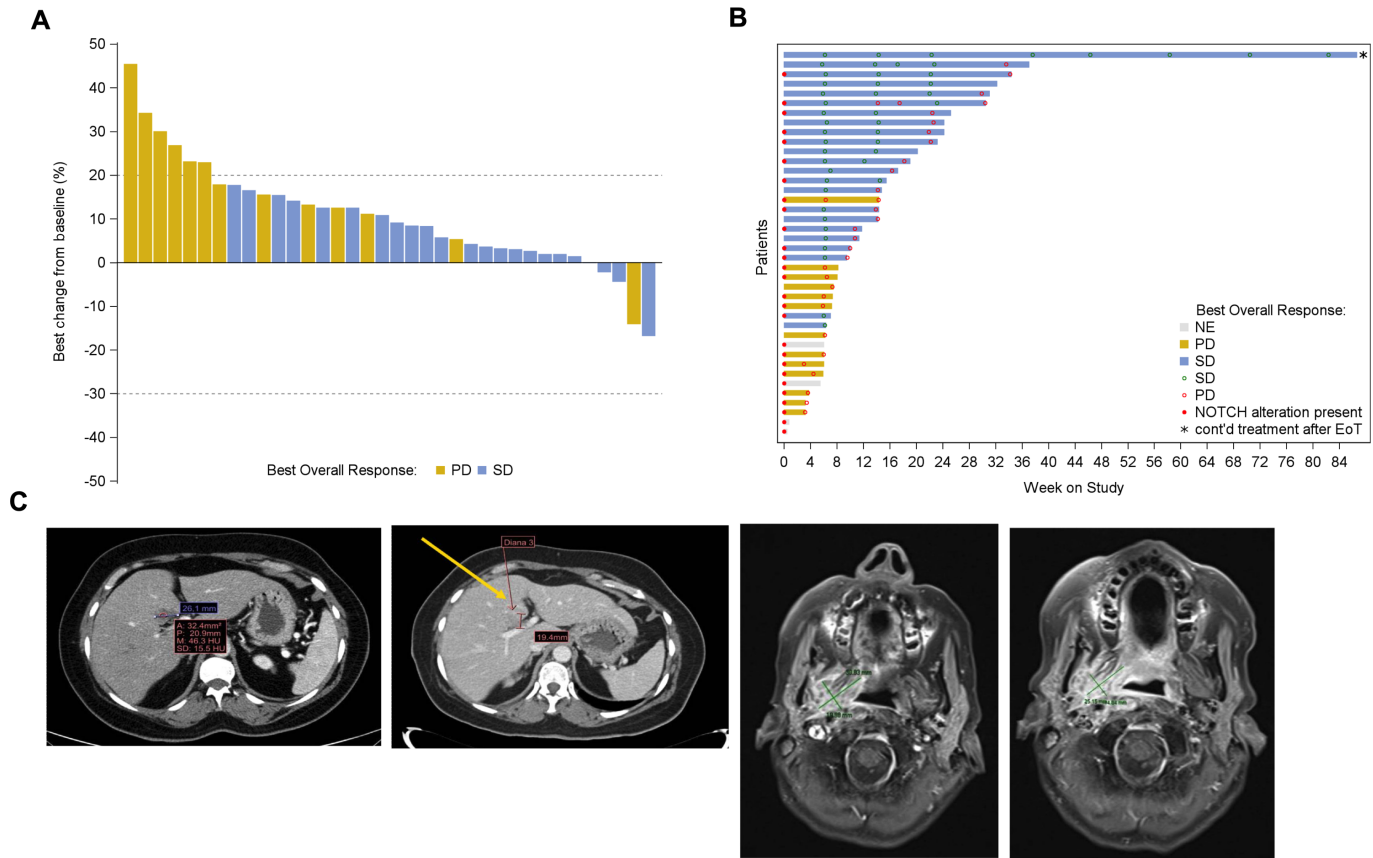 A
50
40
30
20
10
0
-10
-20
-30
-40
-50
Best change from baseline (%)
Best Overall Response: PD SD
B
Patients
Best Overall Response:
NE
PD
SD
SD
PD
NOTCH alteration present
* cont'd treatment after EoT
0 4 8 12 16 20 24 28 32 36 40 44 48 52 56 60 64 68 72 76 80 84
Week on Study
C
26,1 mm
A: 32.4mm²
P: 20.9mm
M: 46.3 HU
SD: 15.5 HU
Diana 3
19.4mm